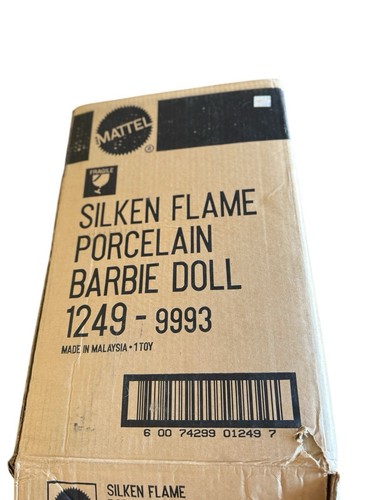 MATTEL
®
FRAGILE
SILKEN FLAME
PORCELAIN
BARBIE DOLL
1249 - 9993
MADE IN MALAYSIA • 1 TOY
6 00 74299 01249 7
SILKEN FLAME